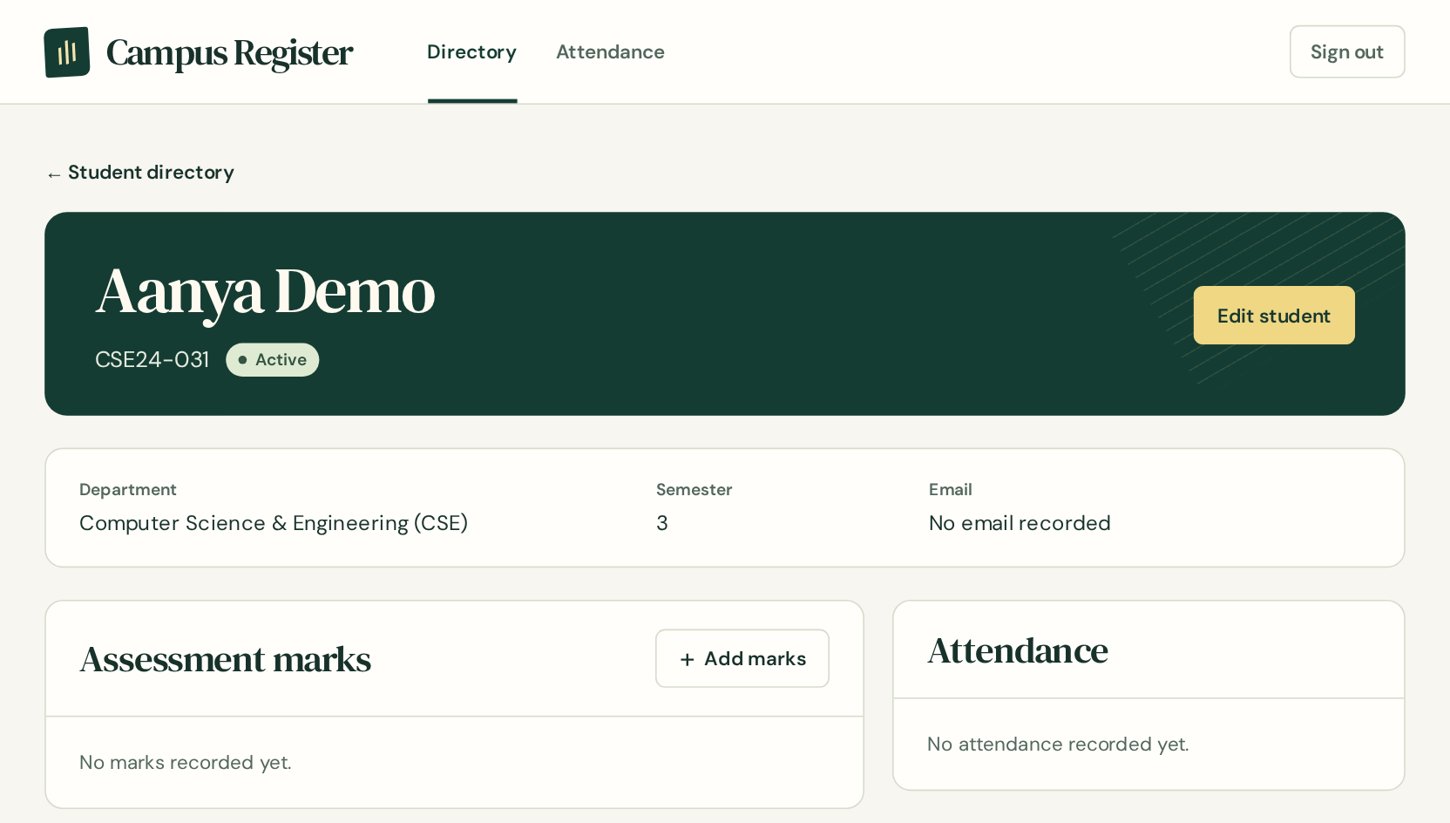 Campus Register
Directory
Attendance
Sign out
← Student directory
Aanya Demo
CSE24-031
Active
Edit student
Department
Computer Science & Engineering (CSE)
Semester
3
Email
No email recorded
Assessment marks
+ Add marks
No marks recorded yet.
Attendance
No attendance recorded yet.